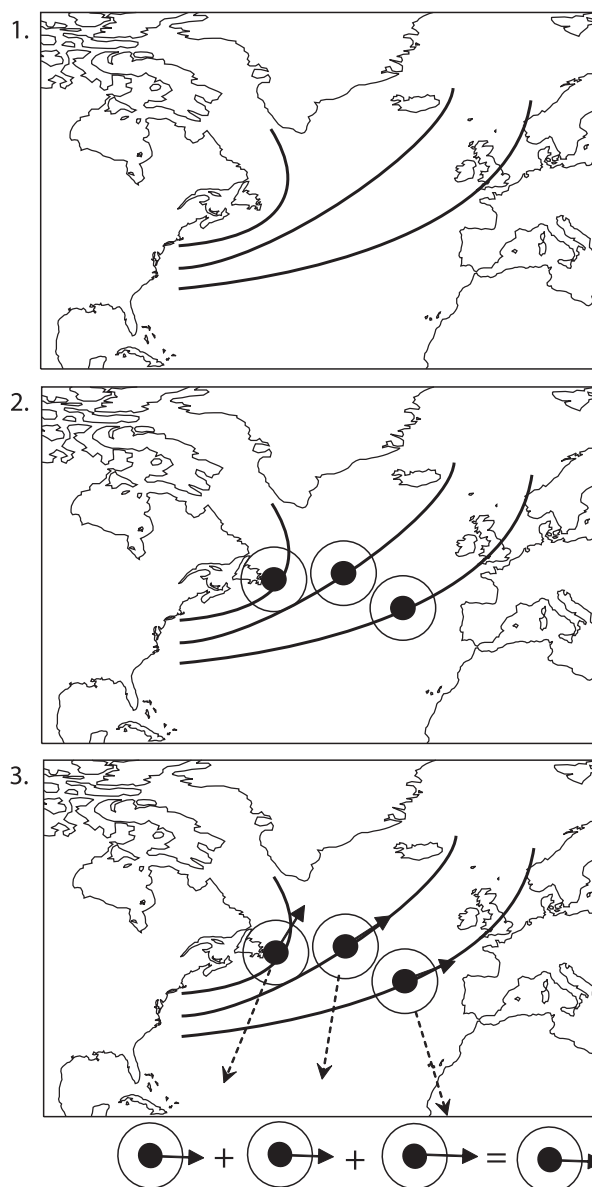 1.
2.
3.
+ + =